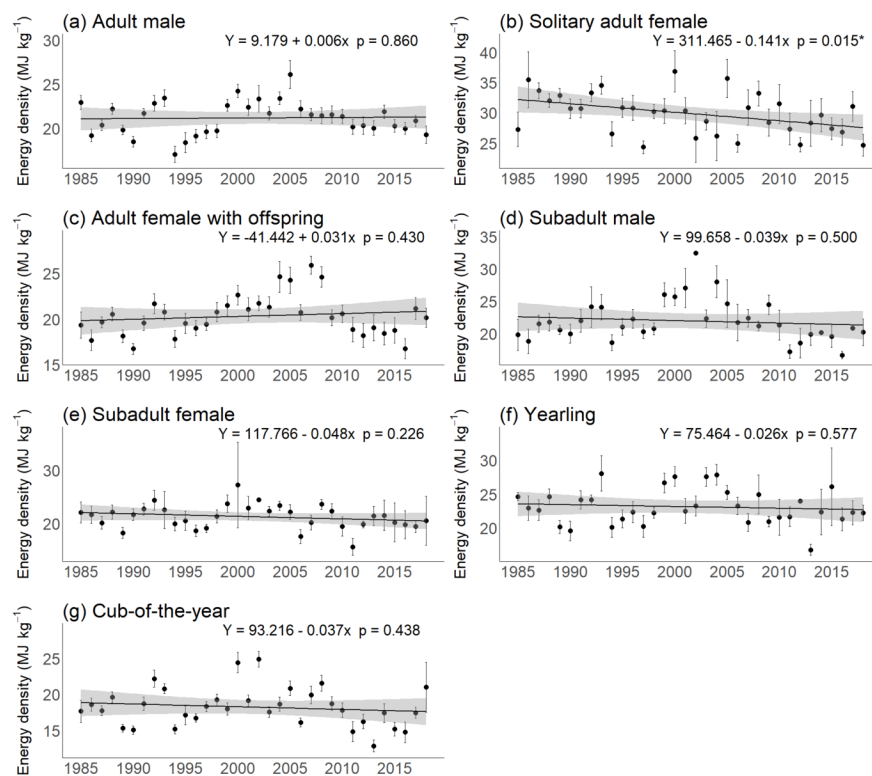 (a) Adult male
Y = 9.179 + 0.006x p = 0.860
Energy density (MJ kg⁻¹)
30
25
20
1985 1990 1995 2000 2005 2010 2015
(b) Solitary adult female
Y = 311.465 - 0.141x p = 0.015*
Energy density (MJ kg⁻¹)
40
35
30
25
1985 1990 1995 2000 2005 2010 2015
(c) Adult female with offspring
Y = -41.442 + 0.031x p = 0.430
Energy density (MJ kg⁻¹)
25
20
15
1985 1990 1995 2000 2005 2010 2015
(d) Subadult male
Y = 99.658 - 0.039x p = 0.500
Energy density (MJ kg⁻¹)
35
30
25
20
1985 1990 1995 2000 2005 2010 2015
(e) Subadult female
Y = 117.766 - 0.048x p = 0.226
Energy density (MJ kg⁻¹)
30
20
1985 1990 1995 2000 2005 2010 2015
(f) Yearling
Y = 75.464 - 0.026x p = 0.577
Energy density (MJ kg⁻¹)
30
25
20
1985 1990 1995 2000 2005 2010 2015
(g) Cub-of-the-year
Y = 93.216 - 0.037x p = 0.438
Energy density (MJ kg⁻¹)
25
20
15
1985 1990 1995 2000 2005 2010 2015